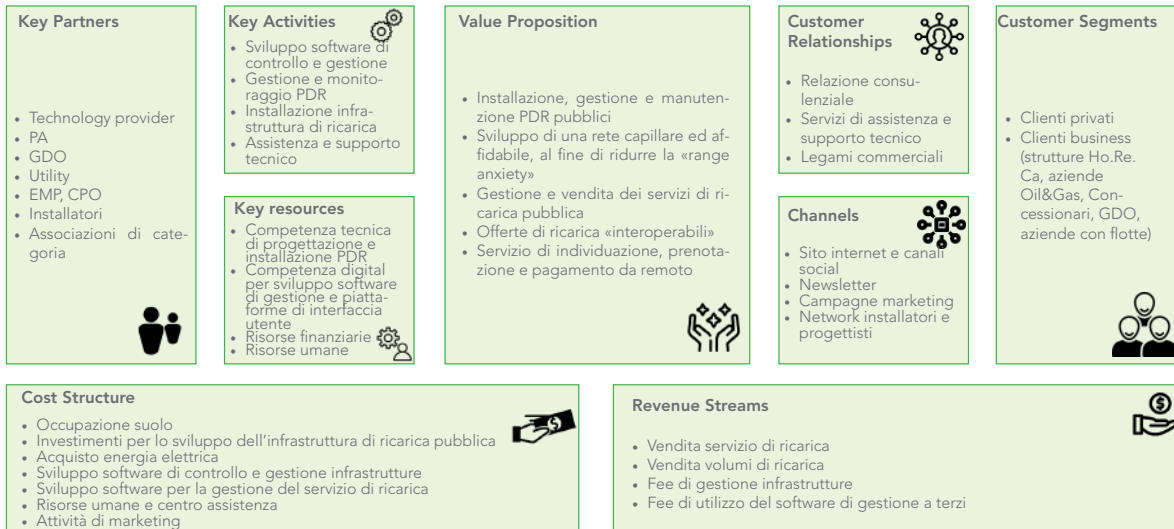 Key Partners
• Technology provider
• PA
• GDO
• Utility
• EMP, CPO
• Installatori
• Associazioni di cate-
goria
Key Activities
• Sviluppo software di
controllo e gestione
• Gestione e monito-
raggio PDR
• Installazione infra-
struttura di ricarica
• Assistenza e supporto
tecnico
Key resources
• Competenza tecnica
di progettazione e
installazione PDR
• Competenza digital
per sviluppo software
di gestione e piatta-
forme di interfaccia
utente
• Risorse finanziarie
• Risorse umane
Value Proposition
• Installazione, gestione e manuten-
zione PDR pubblici
• Sviluppo di una rete capillare ed af-
fidabile, al fine di ridurre la «range
anxiety»
• Gestione e vendita dei servizi di ri-
carica pubblica
• Offerte di ricarica «interoperabili»
• Servizio di individuazione, prenota-
zione e pagamento da remoto
Customer
Relationships
• Relazione consu-
lenziale
• Servizi di assistenza e
supporto tecnico
• Legami commerciali
Channels
• Sito internet e canali
social
• Newsletter
• Campagne marketing
• Network installatori e
progettisti
Customer Segments
• Clienti privati
• Clienti business
(strutture Ho.Re.
Ca, aziende
Oil&Gas, Con-
cessionari, GDO,
aziende con flotte)
Cost Structure
• Occupazione suolo
• Investimenti per lo sviluppo dell'infrastruttura di ricarica pubblica
• Acquisto energia elettrica
• Sviluppo software di controllo e gestione infrastrutture
• Sviluppo software per la gestione del servizio di ricarica
• Risorse umane e centro assistenza
• Attività di marketing
Revenue Streams
• Vendita servizio di ricarica
• Vendita volumi di ricarica
• Fee di gestione infrastrutture
• Fee di utilizzo del software di gestione a terzi